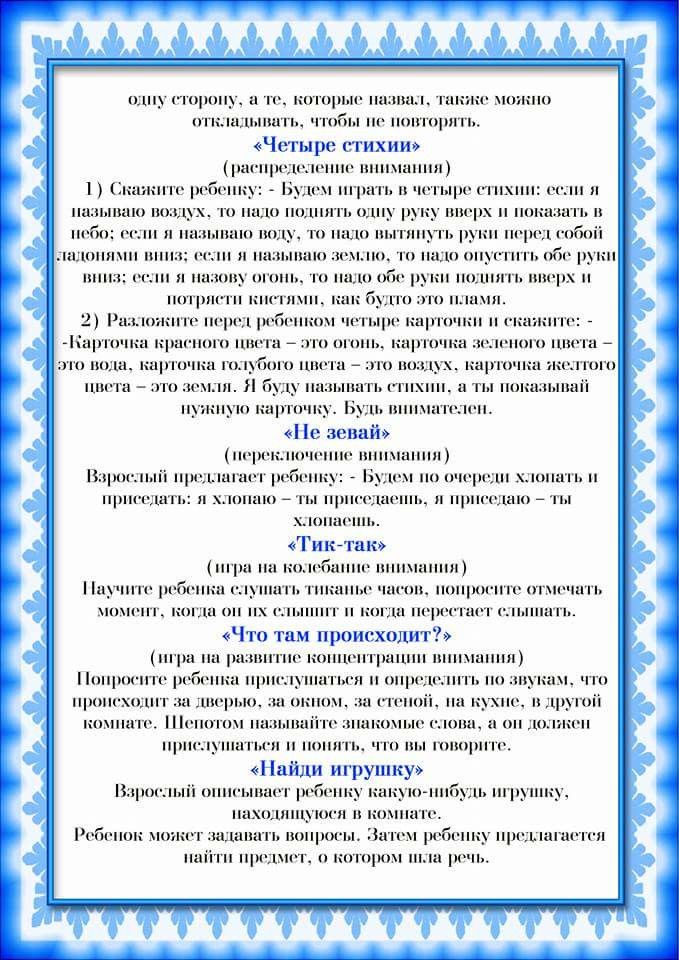 одну сторону, а те, которые назвал, также можно
откладывать, чтобы не повторять.
«Четыре стихии»
(распределение внимания)
1) Скажите ребенку: - Будем играть в четыре стихии: если я
называю воздух, то надо поднять одну руку вверх и показать в
небо; если я называю воду, то надо вытянуть руки перед собой
ладонями вниз; если я называю землю, то надо опустить обе руки
вниз; если я назову огонь, то надо обе руки поднять вверх и
потрясти кистями, как будто это пламя.
2) Разложите перед ребенком четыре карточки и скажите: -
-Карточка красного цвета – это огонь, карточка зеленого цвета –
это вода, карточка голубого цвета – это воздух, карточка желтого
цвета – это земля. Я буду называть стихии, а ты показывай
нужную карточку. Будь внимателен.
«Не зевай»
(переключение внимания)
Взрослый предлагает ребенку: - Будем по очереди хлопать и
приседать: я хлопаю – ты приседаешь, я приседаю – ты
хлопаешь.
«Тик-так»
(игра на колебание внимания)
Научите ребенка слушать тиканье часов, попросите отмечать
момент, когда он их слышит и когда перестает слышать.
«Что там происходит?»
(игра на развитие концентрации внимания)
Попросите ребенка прислушаться и определить по звукам, что
происходит за дверью, за окном, за стеной, на кухне, в другой
комнате. Шепотом называйте знакомые слова, а он должен
прислушаться и понять, что вы говорите.
«Найди игрушку»
Взрослый описывает ребенку какую-нибудь игрушку,
находящуюся в комнате.
Ребенок может задавать вопросы. Затем ребенку предлагается
найти предмет, о котором шла речь.